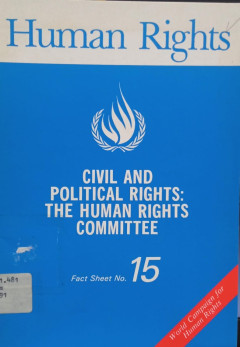 Human Rights
CIVIL AND
POLITICAL RIGHTS:
THE HUMAN RIGHTS
COMMITTEE
Fact Sheet No. 15
World Campaign for
Human Rights